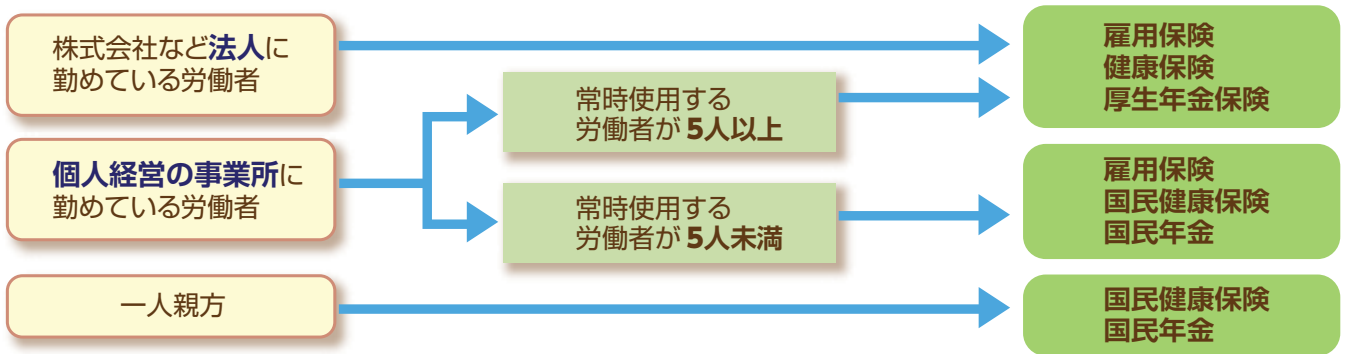 株式会社など法人に
勤めている労働者
雇用保険
健康保険
厚生年金保険
個人経営の事業所に
勤めている労働者
常時使用する
労働者が 5人以上
常時使用する
労働者が 5人未満
雇用保険
国民健康保険
国民年金
一人親方
国民健康保険
国民年金